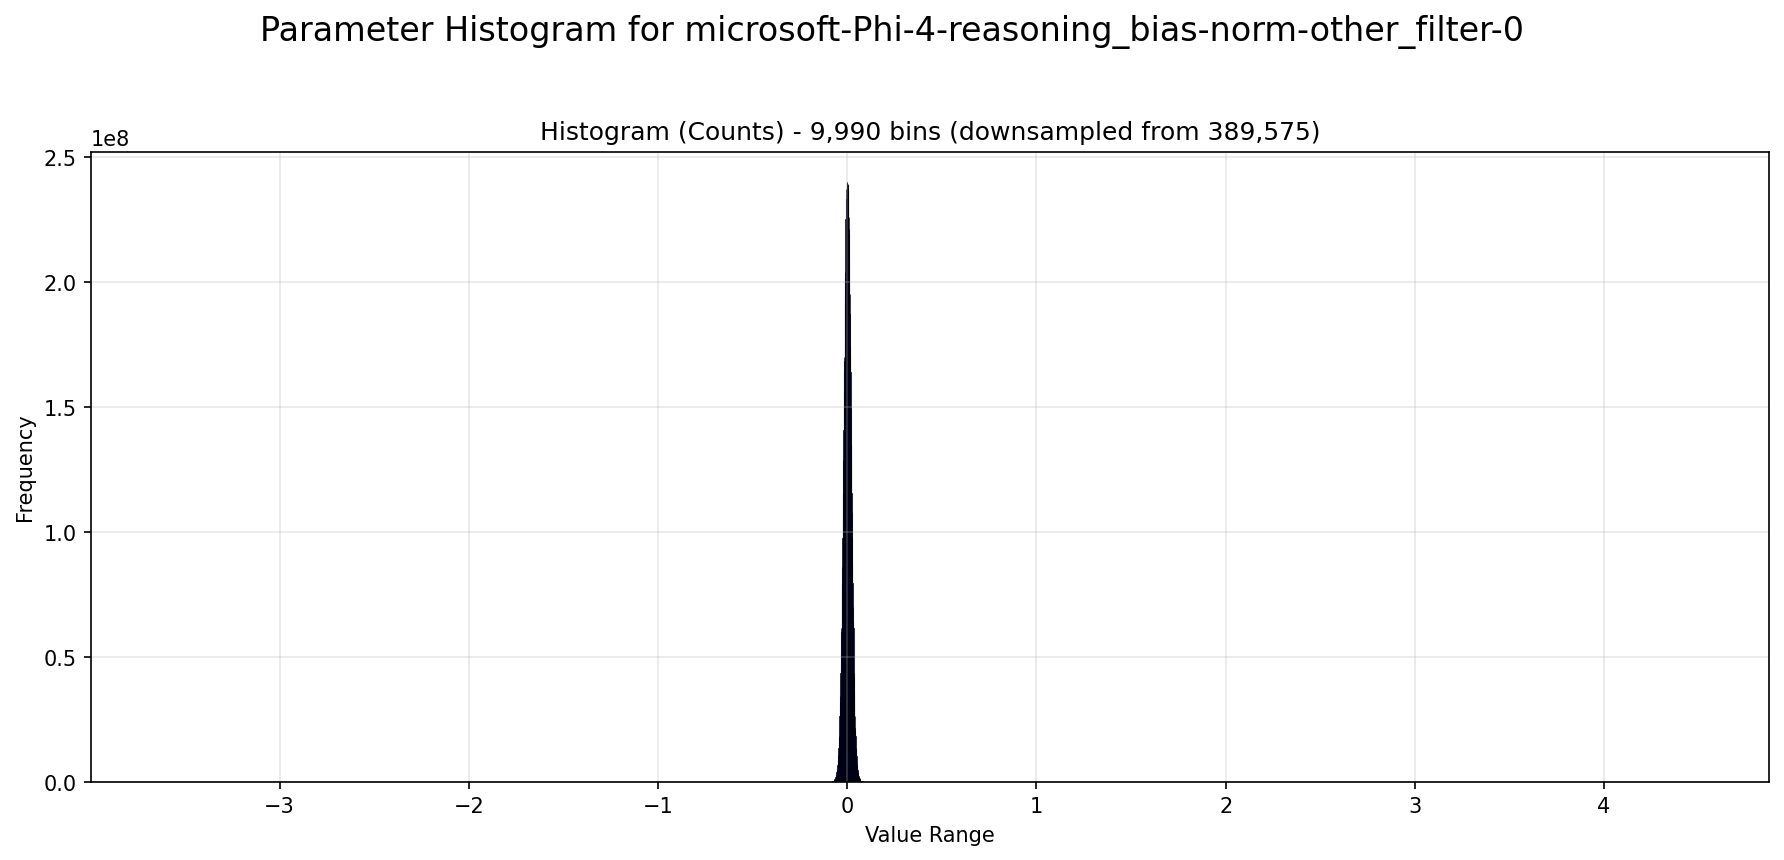 Parameter Histogram for microsoft-Phi-4-reasoning_bias-norm-other_filter-0
Histogram (Counts) - 9,990 bins (downsampled from 389,575)
1e8
2.5
2.0
1.5
1.0
0.5
0.0
Frequency
−3 −2 −1 0 1 2 3 4
Value Range